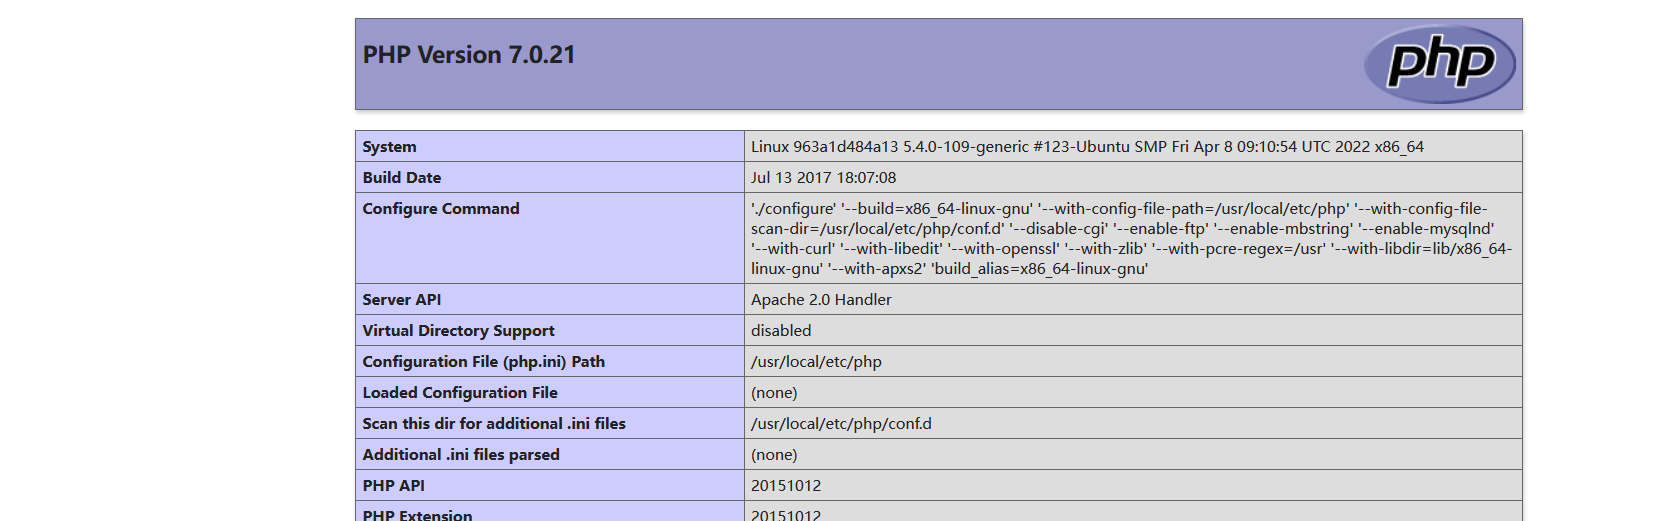 PHP Version 7.0.21
php
System Linux 963a1d484a13 5.4.0-109-generic #123-Ubuntu SMP Fri Apr 8 09:10:54 UTC 2022 x86_64
Build Date Jul 13 2017 18:07:08
Configure Command './configure' '--build=x86_64-linux-gnu' '--with-config-file-path=/usr/local/etc/php' '--with-config-file-
scan-dir=/usr/local/etc/php/conf.d' '--disable-cgi' '--enable-ftp' '--enable-mbstring' '--enable-mysqlnd'
'--with-curl' '--with-libedit' '--with-openssl' '--with-zlib' '--with-pcre-regex=/usr' '--with-libdir=lib/x86_64-
linux-gnu' '--with-apxs2' 'build_alias=x86_64-linux-gnu'
Server API Apache 2.0 Handler
Virtual Directory Support disabled
Configuration File (php.ini) Path /usr/local/etc/php
Loaded Configuration File (none)
Scan this dir for additional .ini files /usr/local/etc/php/conf.d
Additional .ini files parsed (none)
PHP API 20151012
PHP Extension 20151012